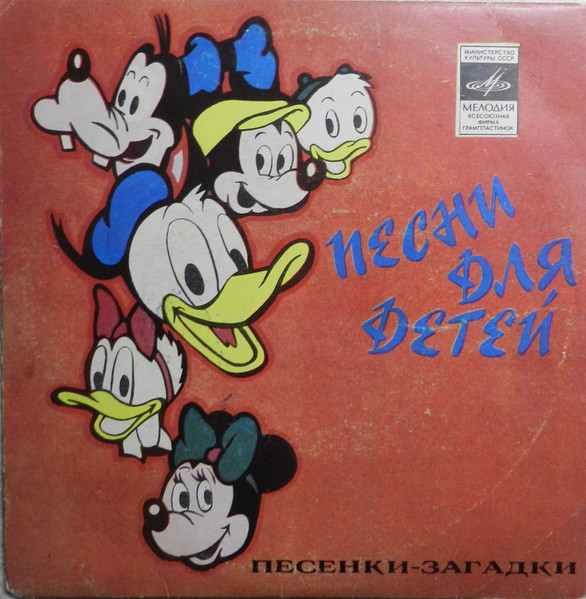 МИНИСТЕРСТВО
КУЛЬТУРЫ СССР
МЕЛОДИЯ
ВСЕСОЮЗНАЯ
ФИРМА
ГРАМПЛАСТИНОК
ПЕСНИ
ДЛЯ
ДЕТЕЙ
ПЕСЕНКИ-ЗАГАДКИ